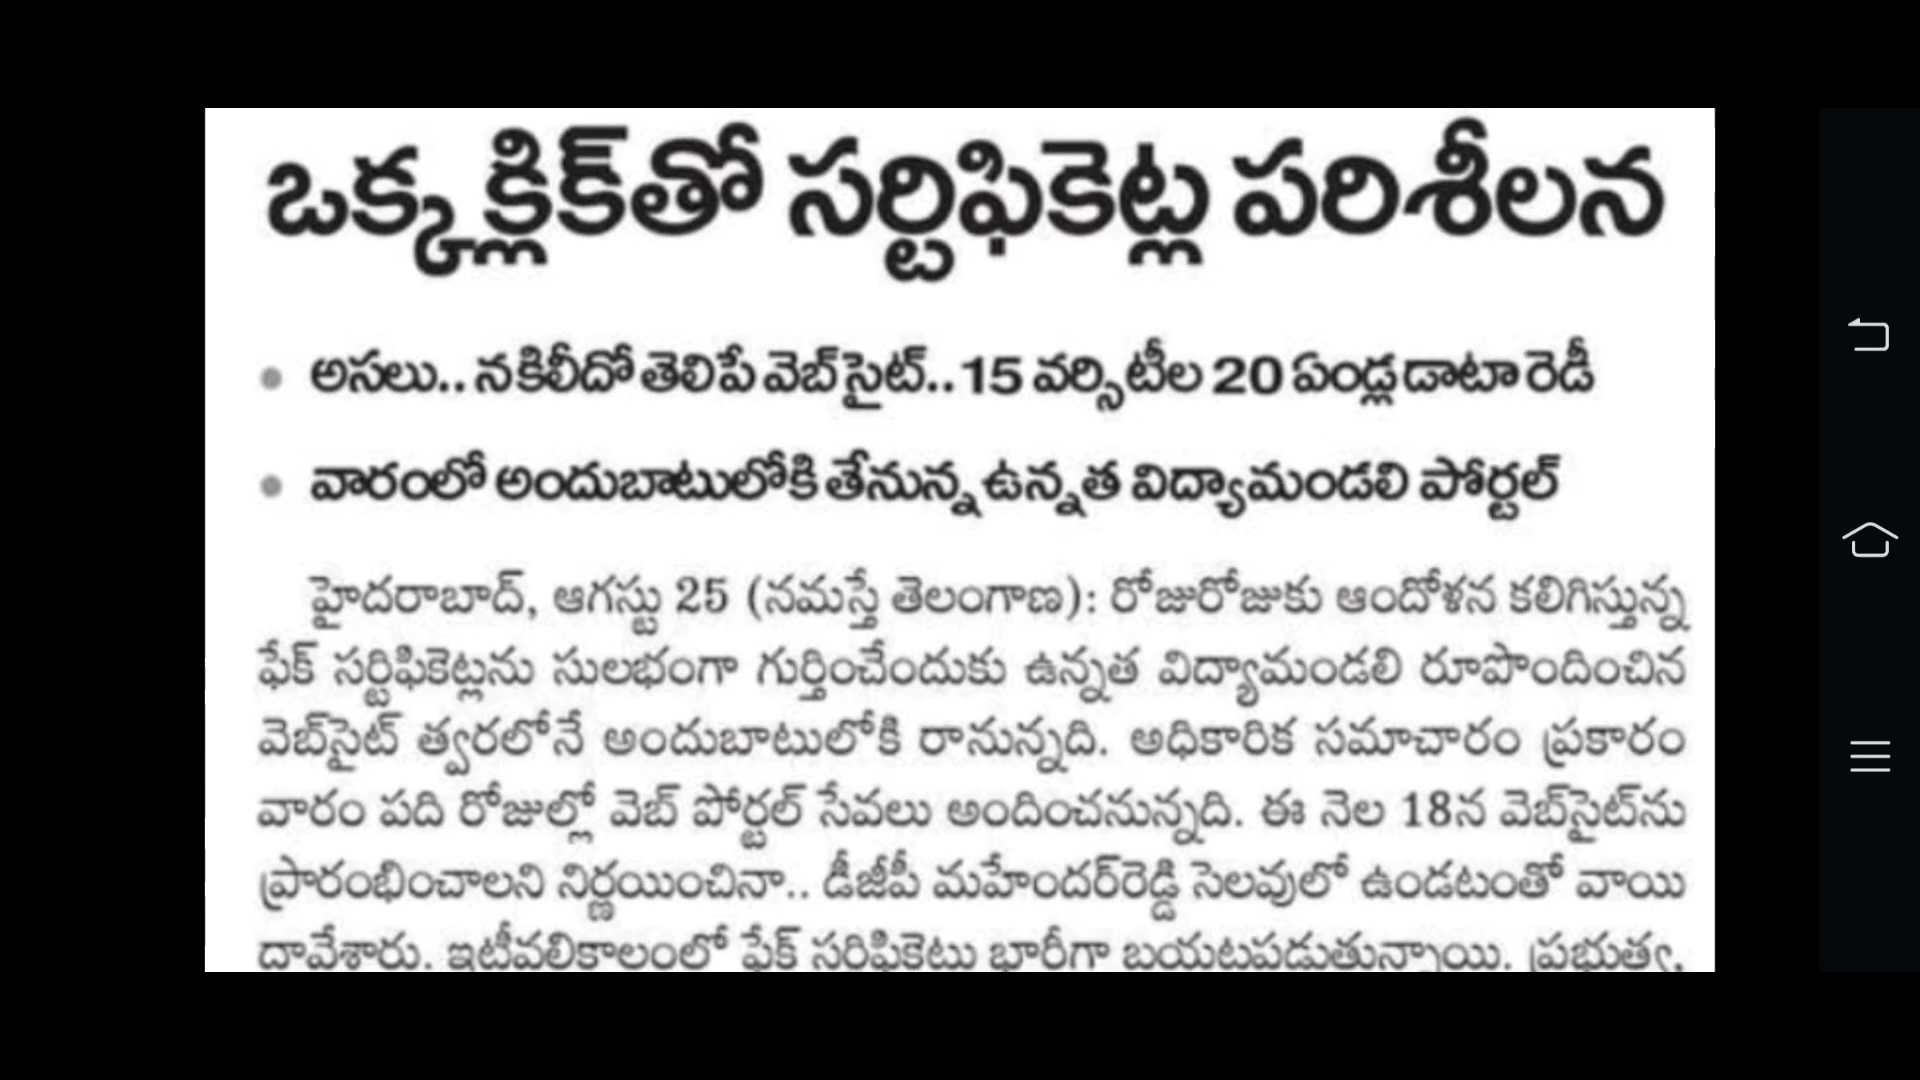 ఒక్క క్లిక్‌తో సర్టిఫికెట్ల పరిశీలన
• అసలు.. నకిలీదో తెలిపే వెబ్‌సైట్.. 15 వర్సిటీల 20 ఏండ్ల డాటా రెడీ
• వారంలో అందుబాటులోకి తేనున్న ఉన్నత విద్యామండలి పోర్టల్
హైదరాబాద్, ఆగస్టు 25 (నమస్తే తెలంగాణ): రోజురోజుకు ఆందోళన కలిగిస్తున్న
ఫేక్ సర్టిఫికెట్లను సులభంగా గుర్తించేందుకు ఉన్నత విద్యామండలి రూపొందించిన
వెబ్‌సైట్ త్వరలోనే అందుబాటులోకి రానున్నది. అధికారిక సమాచారం ప్రకారం
వారం పది రోజుల్లో వెబ్ పోర్టల్ సేవలు అందించనున్నది. ఈ నెల 18న వెబ్‌సైట్‌ను
ప్రారంభించాలని నిర్ణయించినా.. డీజీపీ మహేందర్‌రెడ్డి సెలవులో ఉండటంతో వాయి
దావేశారు. ఇటీవలికాలంలో ఫేక్ సర్టిఫికెట్లు భారీగా బయటపడుతున్నాయి. ప్రభుత్వ,